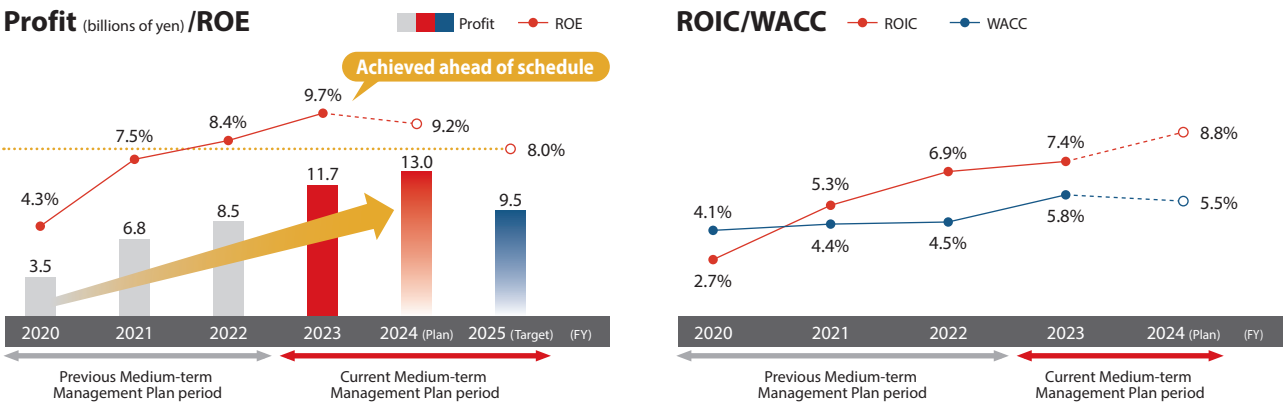 Profit (billions of yen) /ROE
Profit
ROE
Achieved ahead of schedule
4.3%
7.5%
8.4%
9.7%
9.2%
8.0%
3.5
6.8
8.5
11.7
13.0
9.5
2020
2021
2022
2023
2024 (Plan)
2025 (Target)
(FY)
Previous Medium-term
Management Plan period
Current Medium-term
Management Plan period
ROIC/WACC
ROIC
WACC
4.1%
5.3%
6.9%
7.4%
8.8%
2.7%
4.4%
4.5%
5.8%
5.5%
2020
2021
2022
2023
2024 (Plan)
(FY)
Previous Medium-term
Management Plan period
Current Medium-term
Management Plan period